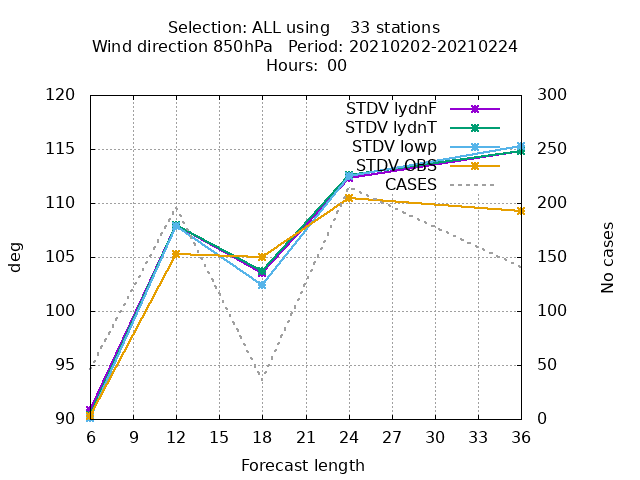 Selection: ALL using    33 stations
Wind direction 850hPa   Period: 20210202-20210224
Hours: 00
120
115
110
105
100
95
90
300
250
200
150
100
50
0
deg
No cases
STDV lydnF
STDV lydnT
STDV lowp
STDV OBS
CASES
6 9 12 15 18 21 24 27 30 33 36
Forecast length